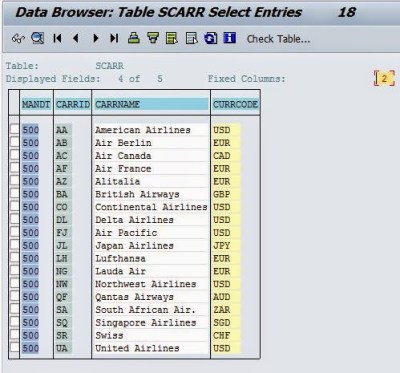 Data Browser: Table SCARR Select Entries 18
Check Table...
Table: SCARR
Displayed Fields: 4 of 5 Fixed Columns: 2
MANDT CARRID CARRNAME CURRCODE
500 AA American Airlines USD
500 AB Air Berlin EUR
500 AC Air Canada CAD
500 AF Air France EUR
500 AZ Alitalia EUR
500 BA British Airways GBP
500 CO Continental Airlines USD
500 DL Delta Airlines USD
500 FJ Air Pacific USD
500 JL Japan Airlines JPY
500 LH Lufthansa EUR
500 NG Lauda Air EUR
500 NW Northwest Airlines USD
500 QF Qantas Airways AUD
500 SA South African Air. ZAR
500 SQ Singapore Airlines SGD
500 SR Swiss CHF
500 UA United Airlines USD